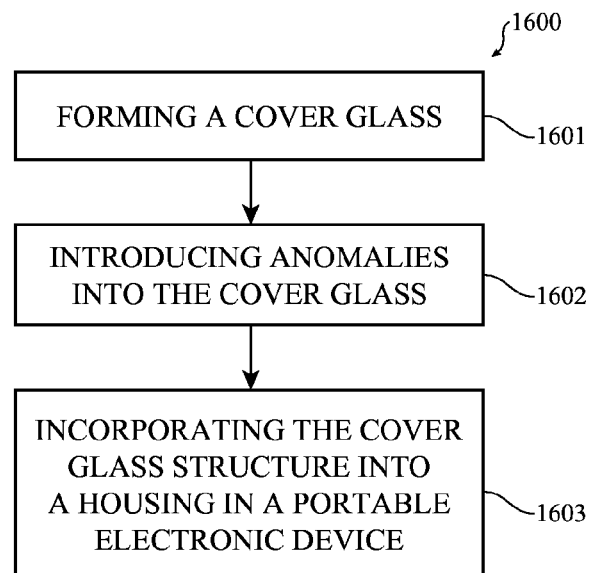 1600
FORMING A COVER GLASS
1601
INTRODUCING ANOMALIES
INTO THE COVER GLASS
1602
INCORPORATING THE COVER
GLASS STRUCTURE INTO
A HOUSING IN A PORTABLE
ELECTRONIC DEVICE
1603